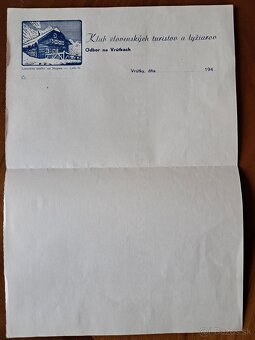 Klub slovenských turistov a lyžiarov
Odbor na Vrútkach
Vrútky, dňa 194
Č.